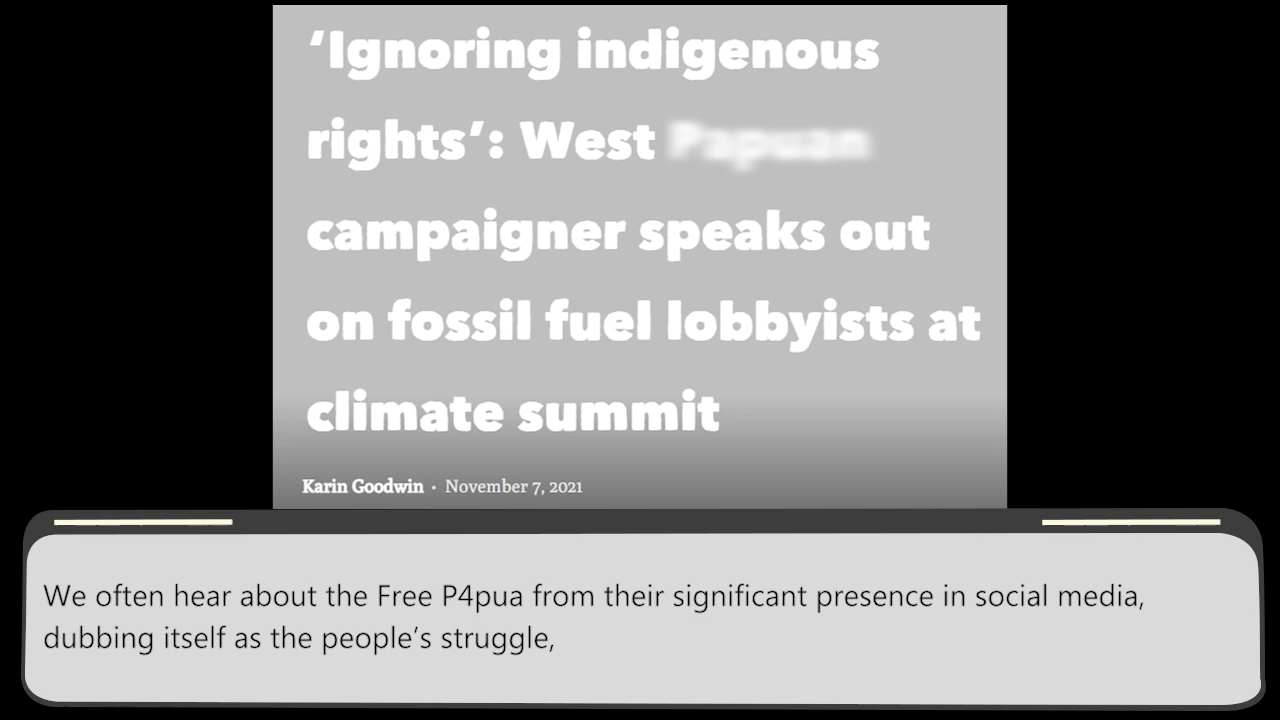 ‘Ignoring indigenous
rights’: West Papuan
campaigner speaks out
on fossil fuel lobbyists at
climate summit
Karin Goodwin • November 7, 2021
We often hear about the Free P4pua from their significant presence in social media,
dubbing itself as the people’s struggle,